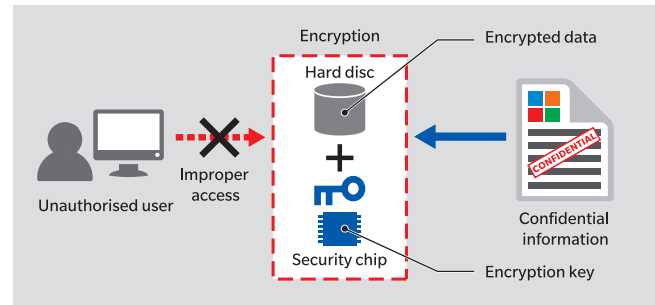 Encryption
Encrypted data
Hard disc
CONFIDENTIAL
Improper
access
Unauthorised user
Confidential
information
Security chip
Encryption key